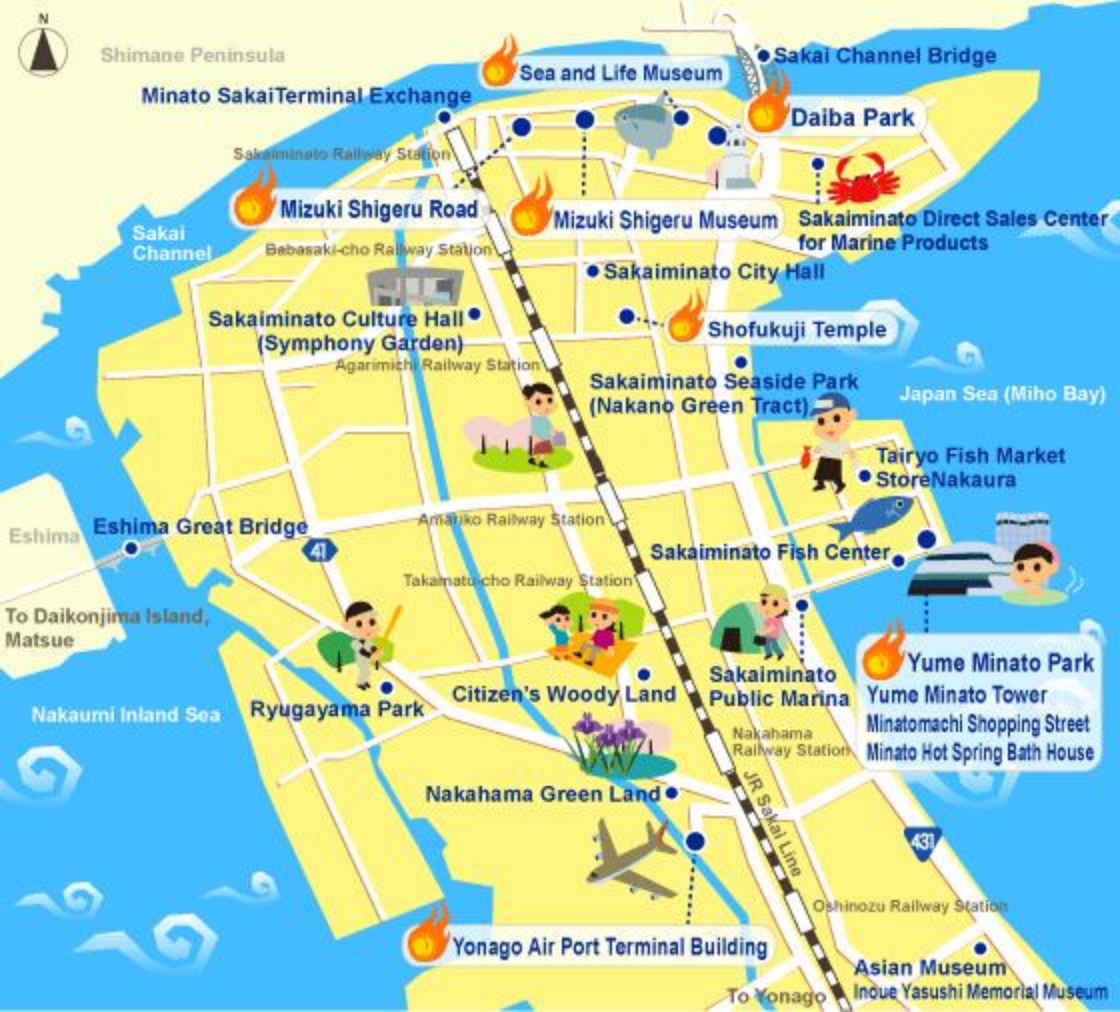 N
Shimane Peninsula
Sakai Channel Bridge
Sea and Life Museum
Minato SakaiTerminal Exchange
Daiba Park
Sakaiminato Railway Station
Mizuki Shigeru Road
Mizuki Shigeru Museum
Sakaiminato Direct Sales Center
for Marine Products
Sakai
Channel
Babasaki-cho Railway Station
Sakaiminato City Hall
Sakaiminato Culture Hall
(Symphony Garden)
Shofukuji Temple
Agarimichi Railway Station
Sakaiminato Seaside Park
(Nakano Green Tract)
Japan Sea (Miho Bay)
Tairyo Fish Market
StoreNakaura
Eshima
Eshima Great Bridge
41
Amariko Railway Station
Sakaiminato Fish Center
Takamatu-cho Railway Station
To Daikonjima Island,
Matsue
Yume Minato Park
Yume Minato Tower
Minatomachi Shopping Street
Minato Hot Spring Bath House
Sakaiminato
Public Marina
Citizen's Woody Land
Ryugayama Park
Nakaumi Inland Sea
Nakahama
Railway Station
Nakahama Green Land
JR Sakai Line
431
Oshinozu Railway Station
Yonago Air Port Terminal Building
Asian Museum
Inoue Yasushi Memorial Museum
To Yonago